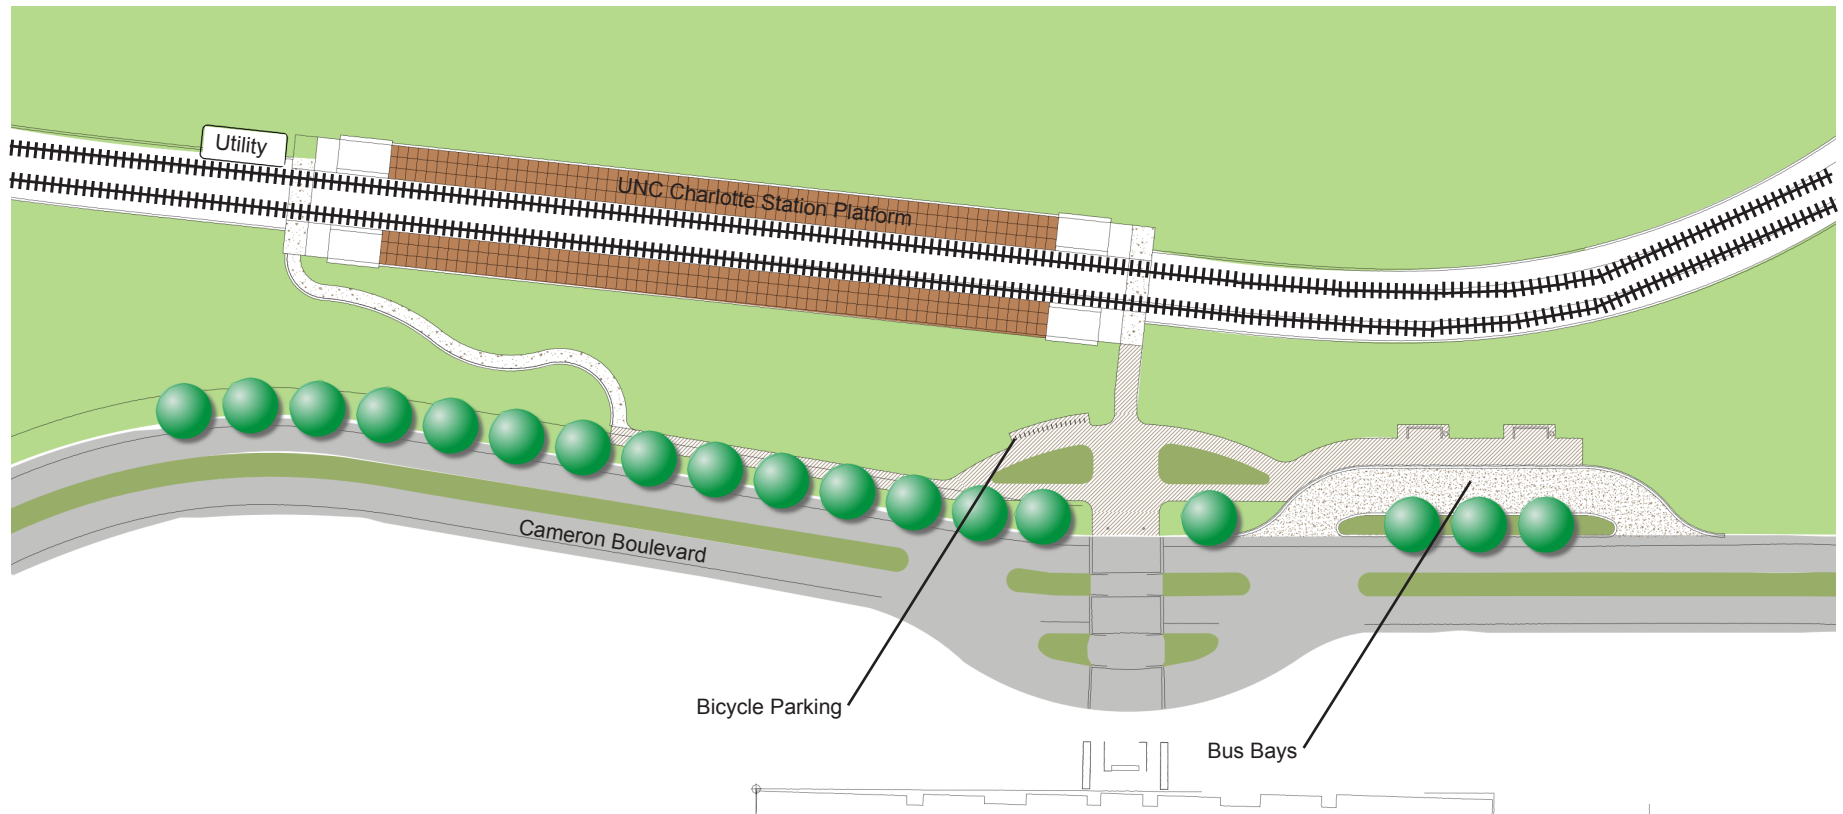 Utility
UNC Charlotte Station Platform
Cameron Boulevard
Bicycle Parking
Bus Bays